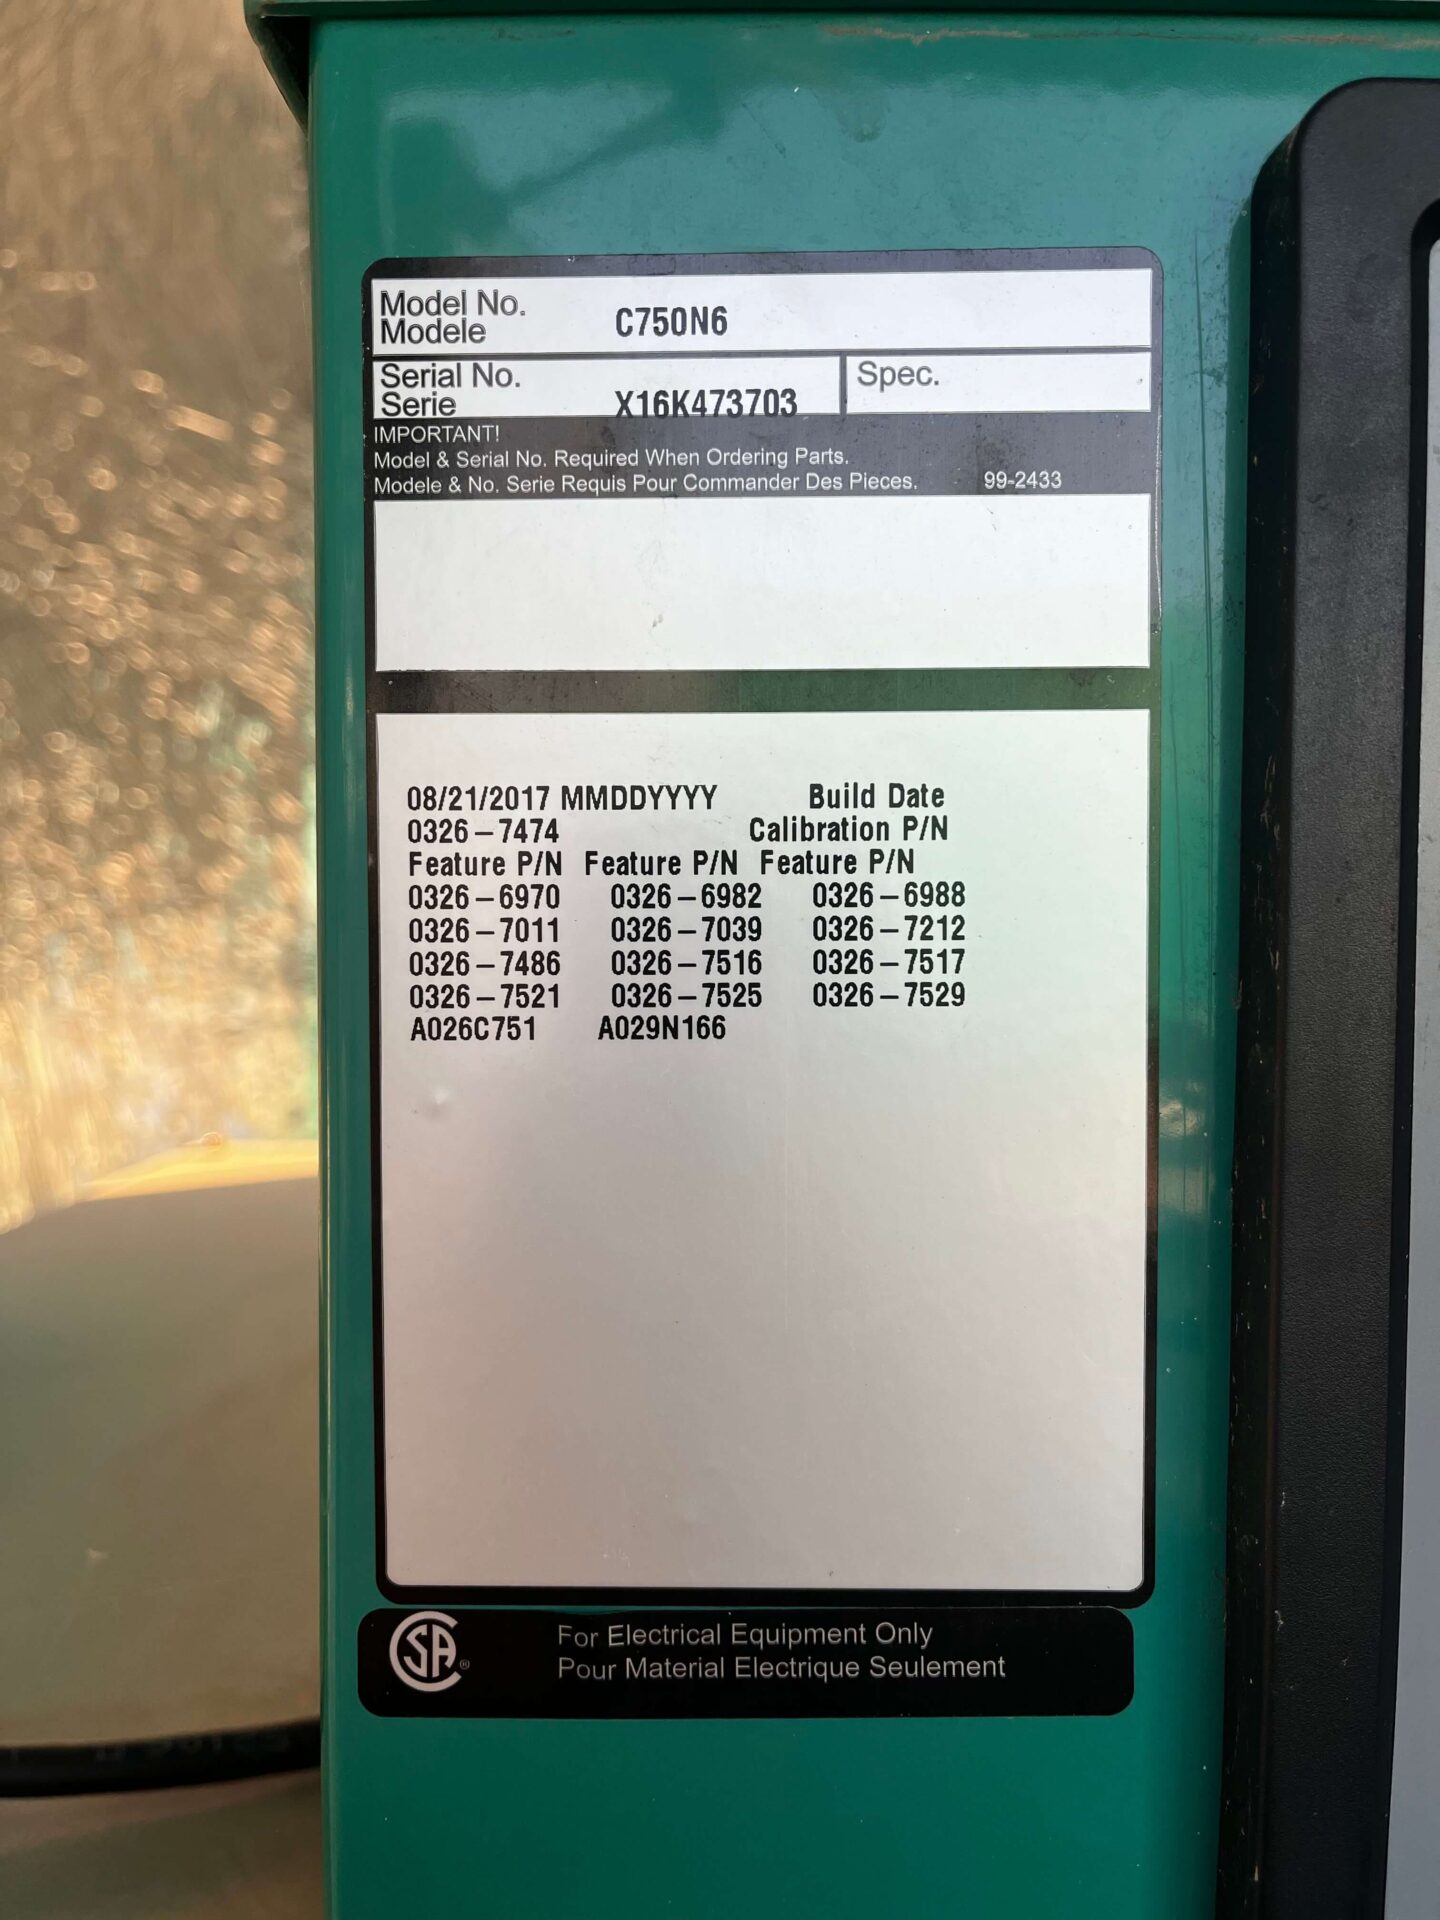 Model No.
Modele
C750N6
Serial No.
Serie
X16K473703
Spec.
IMPORTANT!
Model & Serial No. Required When Ordering Parts.
Modele & No. Serie Requis Pour Commander Des Pieces. 99-2433
08/21/2017 MMDDYYYY Build Date
0326-7474 Calibration P/N
Feature P/N Feature P/N Feature P/N
0326-6970 0326-6982 0326-6988
0326-7011 0326-7039 0326-7212
0326-7486 0326-7516 0326-7517
0326-7521 0326-7525 0326-7529
A026C751 A029N166
SA ®
For Electrical Equipment Only
Pour Material Electrique Seulement